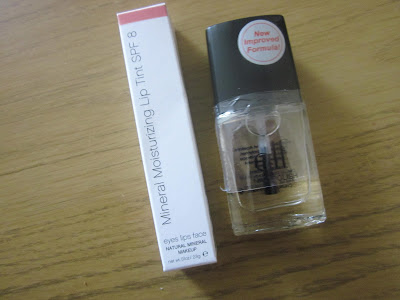 Mineral Moisturizing Lip Tint SPF 8
eyes lips face
NATURAL MINERAL
MAKEUP
New
Improved
Formula!